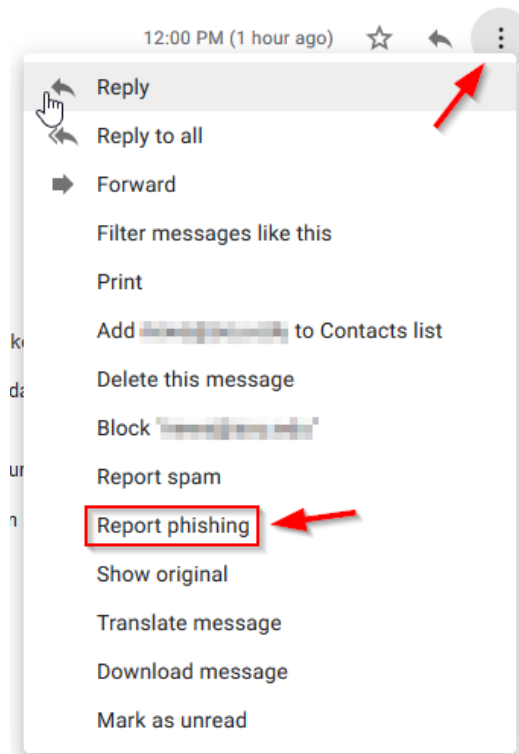 12:00 PM (1 hour ago)
Reply
Reply to all
Forward
Filter messages like this
Print
Add to Contacts list
Delete this message
Block " "
Report spam
Report phishing
Show original
Translate message
Download message
Mark as unread